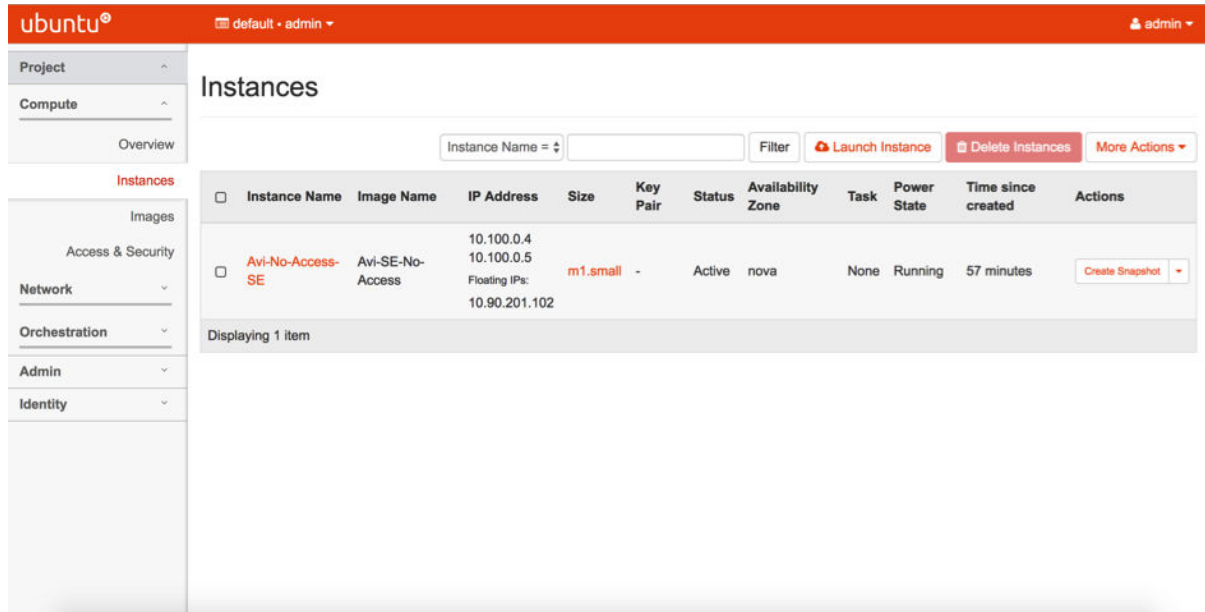 ubuntu®
default • admin
admin
Project
Compute
Overview
Instances
Images
Access & Security
Network
Orchestration
Admin
Identity
Instances
Instance Name =
Filter
Launch Instance
Delete Instances
More Actions
Instance Name
Image Name
IP Address
Size
Key
Pair
Status
Availability
Zone
Task
Power
State
Time since
created
Actions
Avi-No-Access-
SE
Avi-SE-No-
Access
10.100.0.4
10.100.0.5
Floating IPs:
10.90.201.102
m1.small
-
Active
nova
None
Running
57 minutes
Create Snapshot
Displaying 1 item